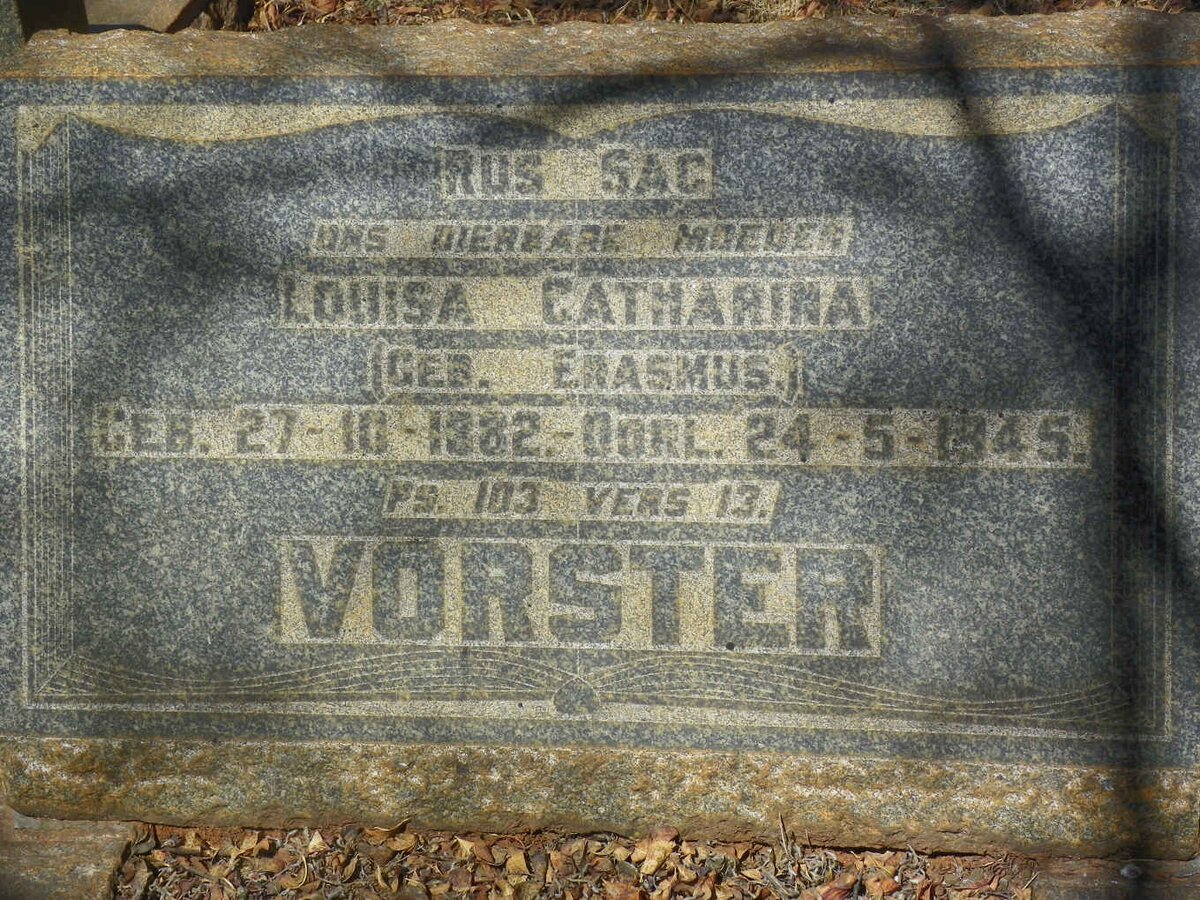 RUS SAG
ONS DIERBARE MOEDER
LOUISA CATHARINA
(GEB. ERASMUS.)
GEB. 27-10-1882.-OORL. 24-5-1945.
PS. 103 VERS 13.
VORSTER